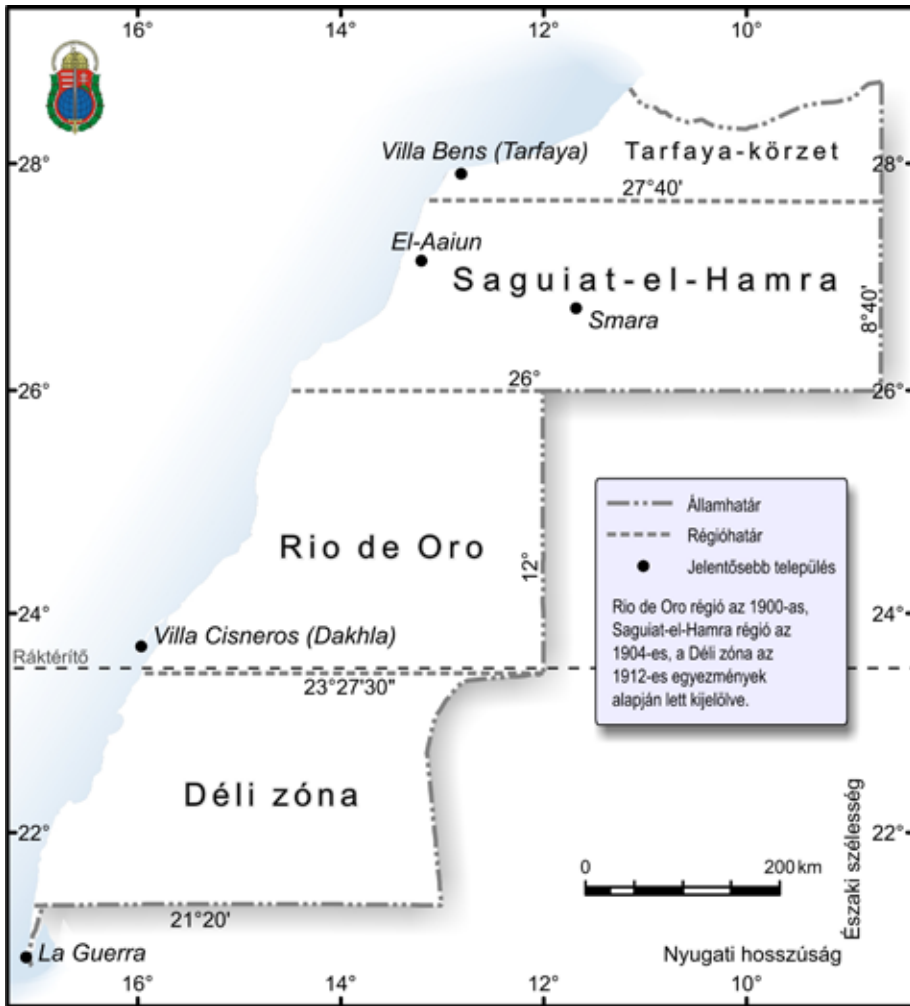 16°
14°
12°
10°
Villa Bens (Tarfaya)
Tarfaya-körzet
28°
28°
27°40'
El-Aaiun
Saguiat-el-Hamra
8°40'
Smara
26°
26°
26°
Államhatár
Régióhatár
Jelentősebb település
Rio de Oro régió az 1900-as,
Saguiat-el-Hamra régió az
1904-es, a Déli zóna az
1912-es egyezmények
alapján lett kijelölve.
Rio de Oro
12°
24°
24°
Villa Cisneros (Dakhla)
Ráktérítő
23°27'30"
Déli zóna
22°
22°
0
200 km
Északi szélesség
21°20'
La Guerra
Nyugati hosszúság
16°
14°
12°
10°